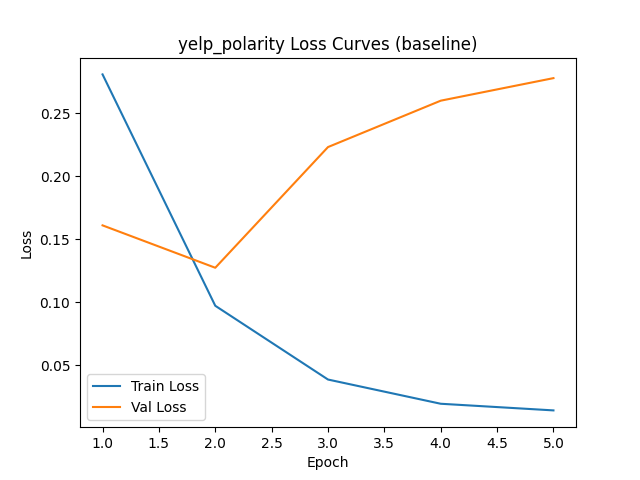 yelp_polarity Loss Curves (baseline)
Loss
0.25
0.20
0.15
0.10
0.05
Train Loss
Val Loss
1.0 1.5 2.0 2.5 3.0 3.5 4.0 4.5 5.0
Epoch